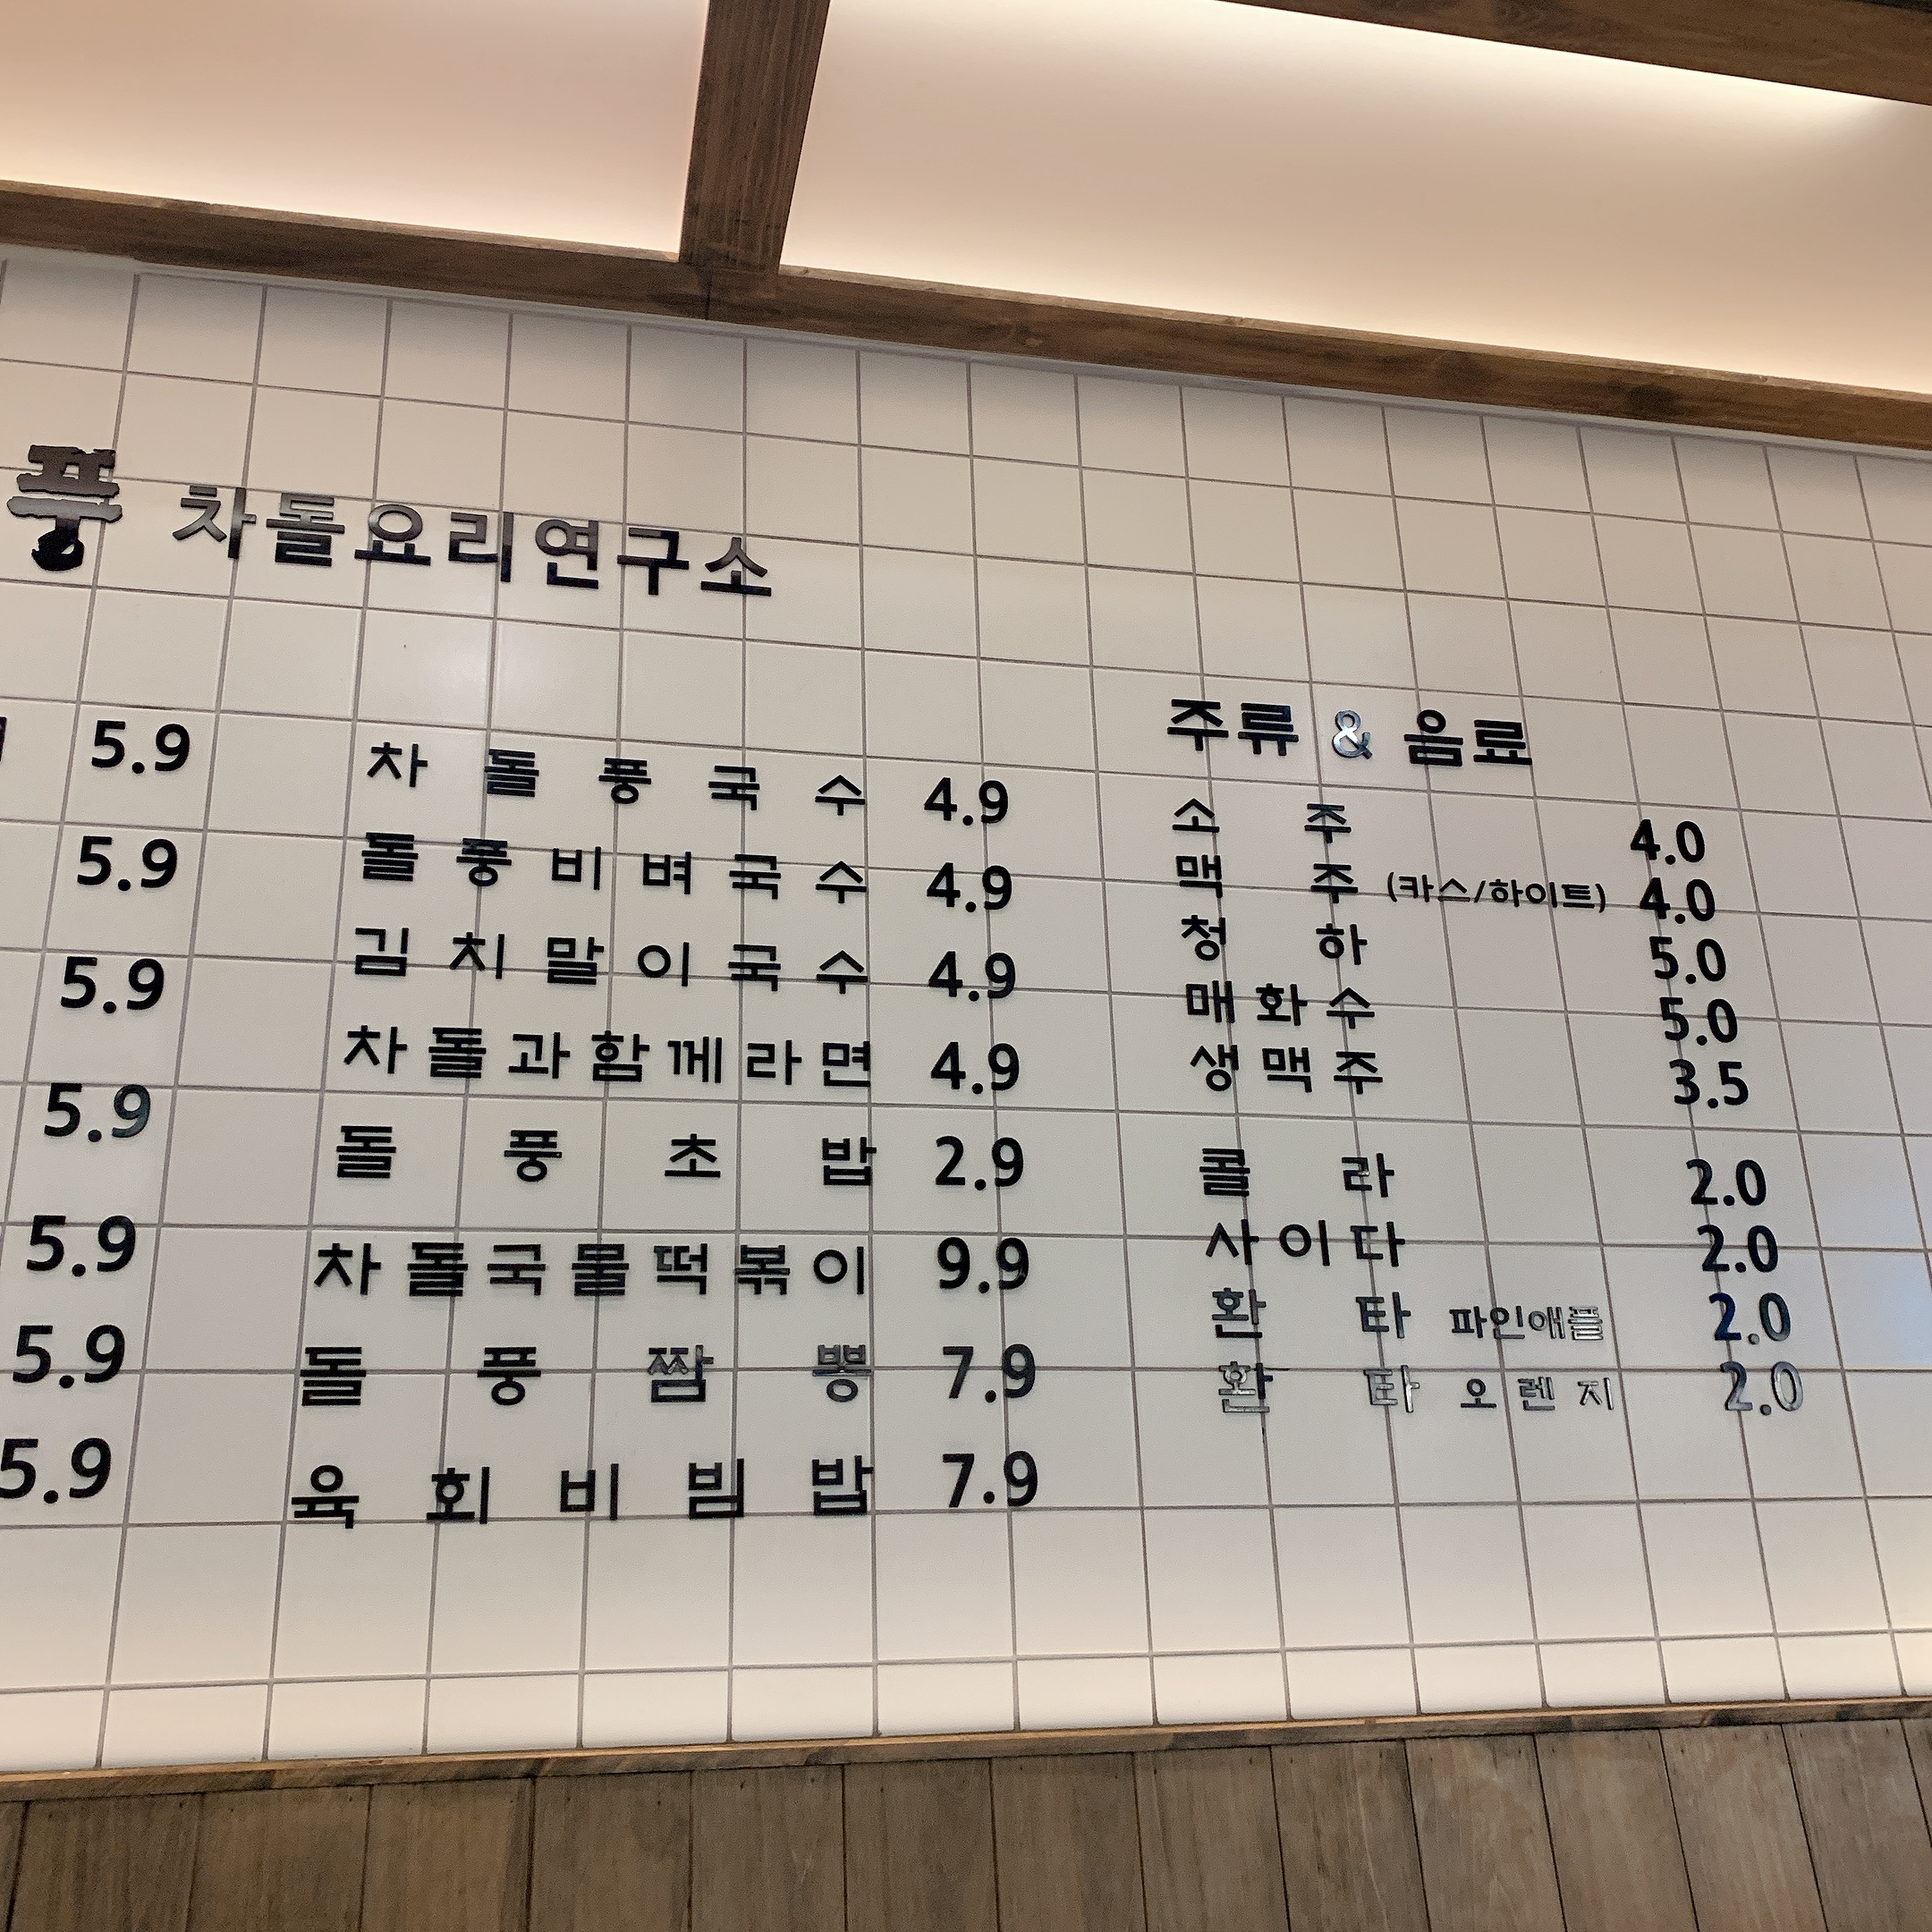 풍 차돌요리연구소
5.9
5.9
5.9
5.9
5.9
5.9
5.9
차돌풍국수 4.9
돌풍비벼국수 4.9
김치말이국수 4.9
차돌과함께라면 4.9
돌풍초밥 2.9
차돌국물떡볶이 9.9
돌풍짬뽕 7.9
육회비빔밥 7.9
주류 & 음료
소주 4.0
맥주 (카스/하이트) 4.0
청하 5.0
매화수 5.0
생맥주 3.5
콜라 2.0
사이다 2.0
환타 파인애플 2.0
환타 오렌지 2.0